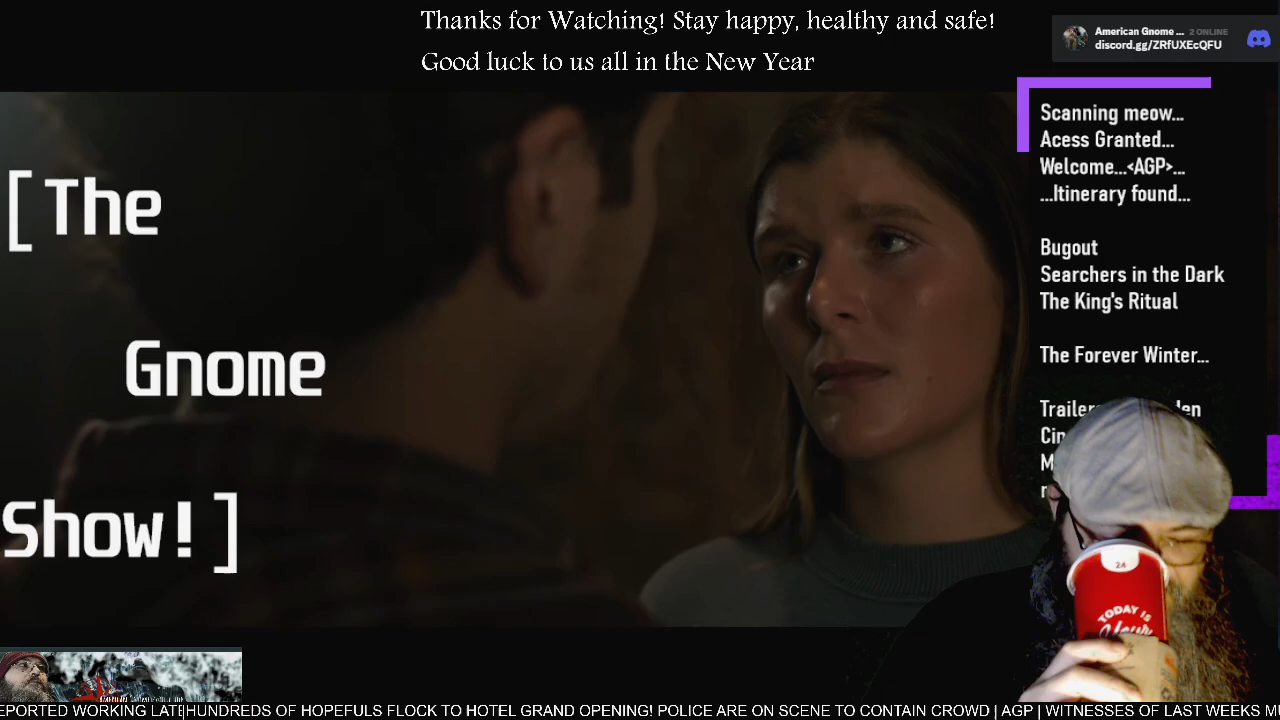 Thanks for Watching! Stay happy, healthy and safe!
Good luck to us all in the New Year
American Gnome ... 2 ONLINE
discord.gg/ZRfUXEcQFU
Scanning meow...
Acess Granted...
Welcome...<AGP>...
...Itinerary found...
Bugout
Searchers in the Dark
The King's Ritual
The Forever Winter...
[The
Gnome
Show!]
24
TODAY IS
EPORTED WORKING LATE|HUNDREDS OF HOPEFULS FLOCK TO HOTEL GRAND OPENING! POLICE ARE ON SCENE TO CONTAIN CROWD | AGP | WITNESSES OF LAST WEEKS M